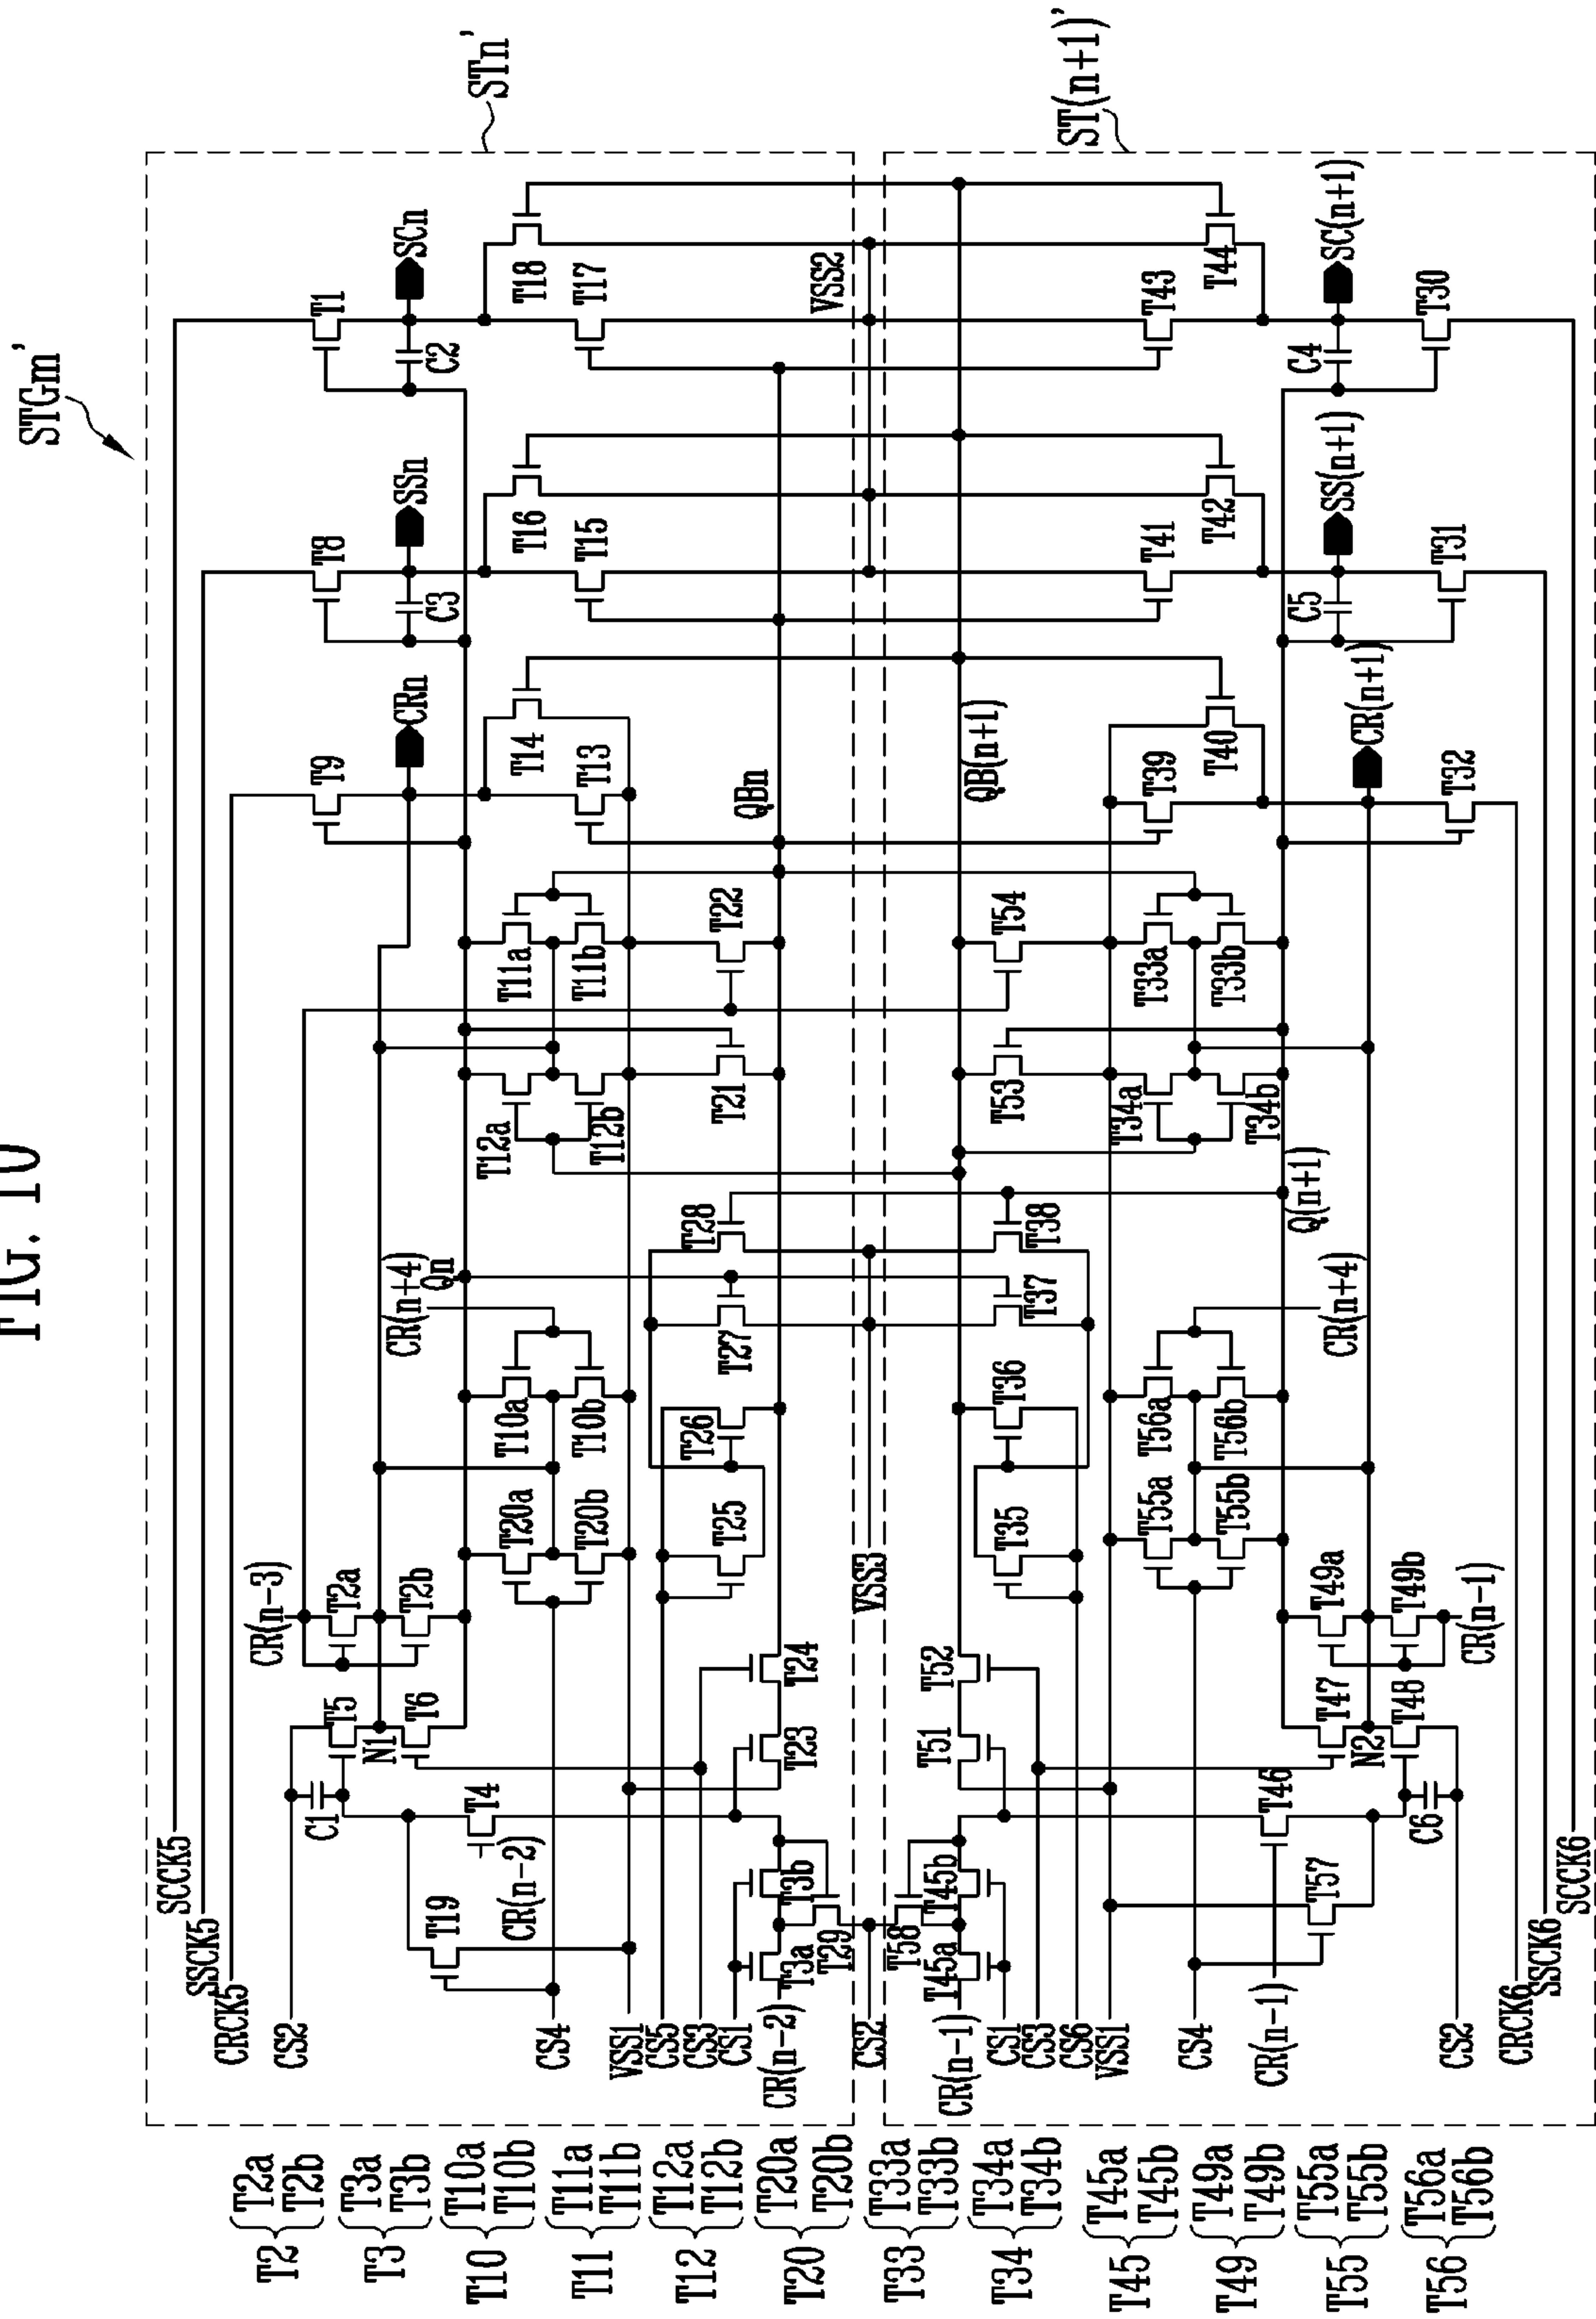 FIG. 10
STGm'
STn'
ST(n+1)'
SCCK5
SSCK5
CRCK5
CS2
CS4
VSS1
CS5
CS3
CS1
CR(n-2)
CS2
CR(n-1)
CS1
CS3
CS6
VSS1
CS4
CR(n-1)
CS2
CRCK6
SSCK6
SCCK6
T1
SCn
C2
T18
T17
VSS2
T43
T44
SC(n+1)
C4
T30
T8
SSn
C3
T16
T15
T41
T42
SS(n+1)
C5
T31
T9
CRn
T14
T13
QBn
QB(n+1)
T39
T40
CR(n+1)
T32
T11a
T11b
T22
T54
T33a
T33b
T12a
T12b
T21
T53
T34a
T34b
Q(n+1)
CR(n+4)
Qn
T28
T27
T38
T37
CR(n+4)
T10a
T10b
T26
T36
T56a
T56b
T20a
T20b
T25
T35
T55a
T55b
VSS3
CR(n-3)
T2a
T2b
T49a
T49b
CR(n-1)
T5
N1
T6
T24
T23
T52
T51
T47
N2
T48
C1
T4
CR(n-2)
T19
T3b
T3a
T29
T58
T45b
T45a
T46
T57
C6
T2 T2a
T2b
T3 T3a
T3b
T10 T10a
T10b
T11 T11a
T11b
T12 T12a
T12b
T20 T20a
T20b
T33 T33a
T33b
T34 T34a
T34b
T45 T45a
T45b
T49 T49a
T49b
T55 T55a
T55b
T56 T56a
T56b